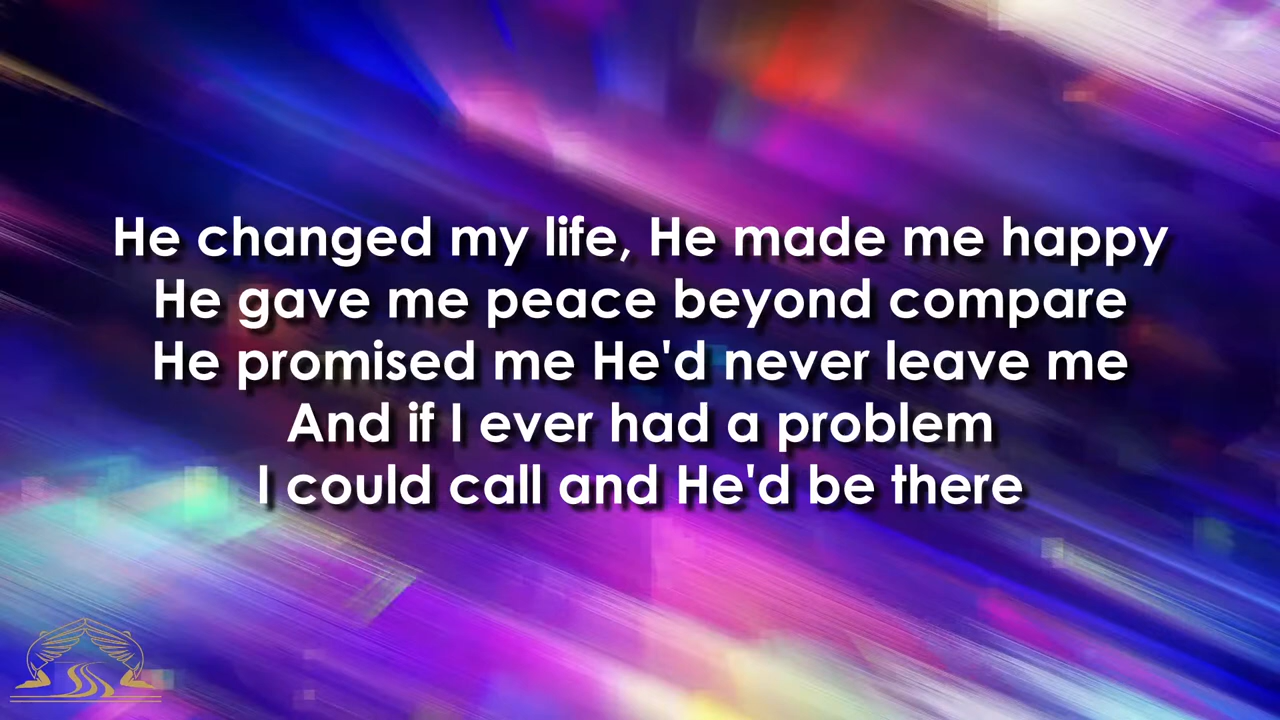 He changed my life, He made me happy
He gave me peace beyond compare
He promised me He'd never leave me
And if I ever had a problem
I could call and He'd be there